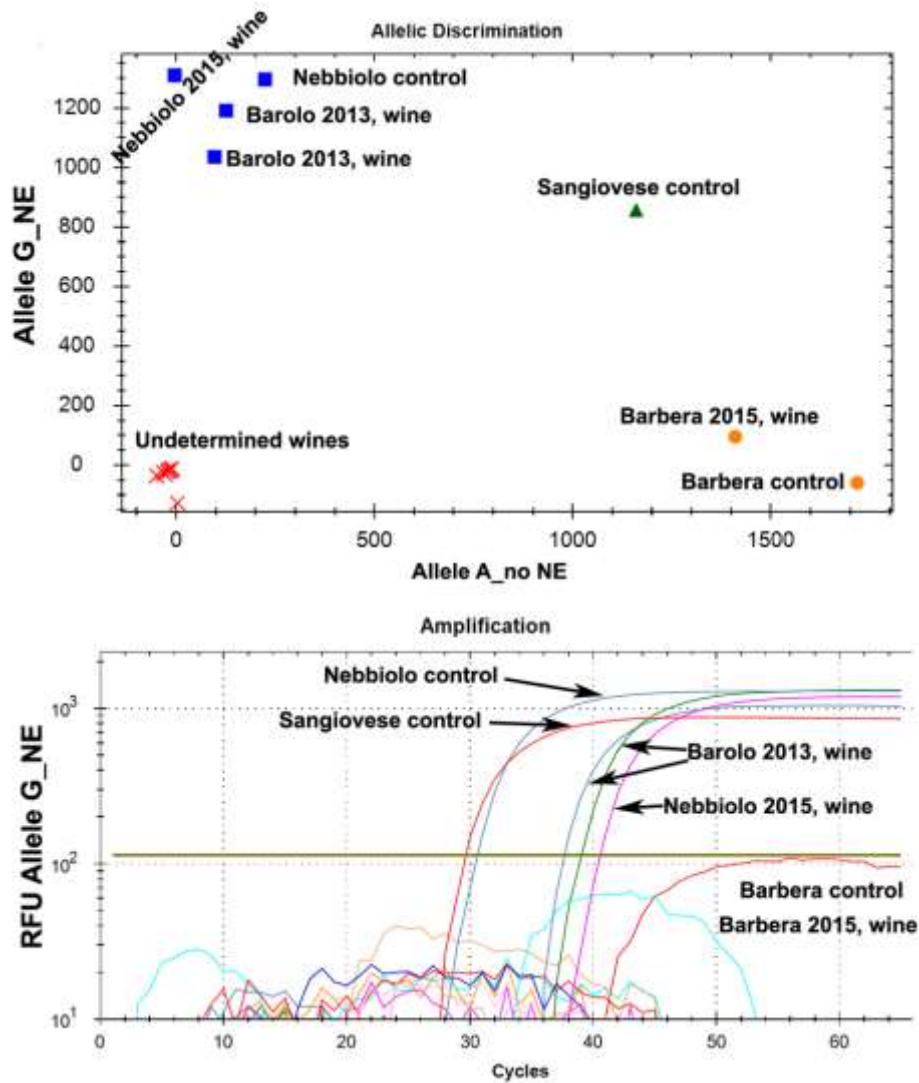 Allelic Discrimination
Nebbiolo 2015, wine
Nebbiolo control
Barolo 2013, wine
Barolo 2013, wine
Sangiovese control
Undetermined wines
Barbera 2015, wine
Barbera control
Allele G_NE
1200
1000
800
600
400
200
0
0 500 1000 1500
Allele A_no NE
Amplification
Nebbiolo control
Sangiovese control
Barolo 2013, wine
Nebbiolo 2015, wine
Barbera control
Barbera 2015, wine
RFU Allele G_NE
10³
10²
10¹
0 10 20 30 40 50 60
Cycles